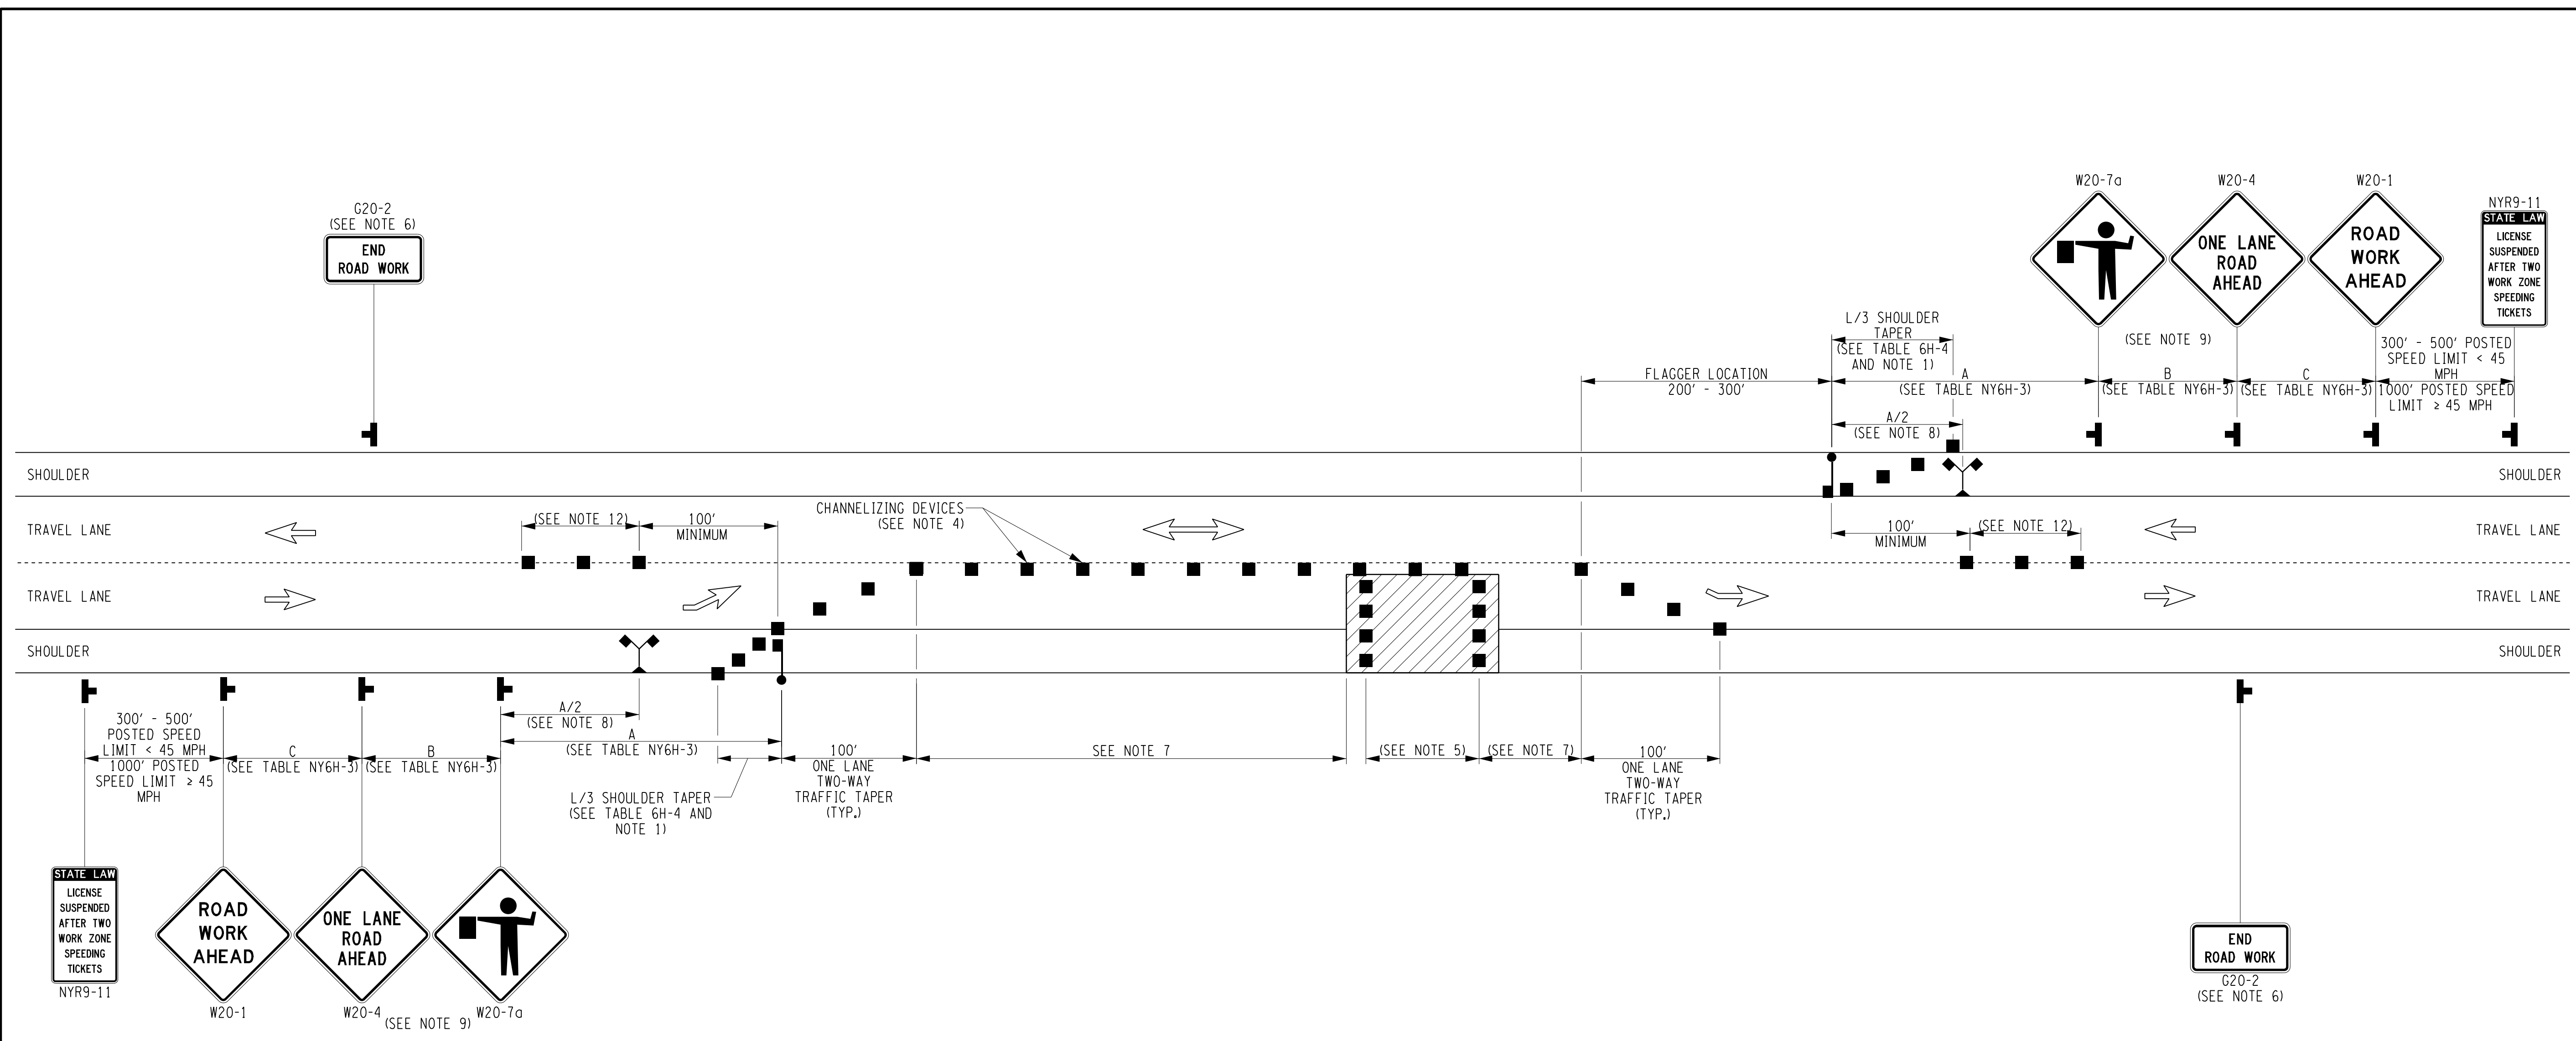 G20-2
(SEE NOTE 6)
END
ROAD WORK
W20-7a
W20-4
ONE LANE
ROAD
AHEAD
W20-1
ROAD
WORK
AHEAD
NYR9-11
STATE LAW
LICENSE
SUSPENDED
AFTER TWO
WORK ZONE
SPEEDING
TICKETS
(SEE NOTE 9)
L/3 SHOULDER
TAPER
(SEE TABLE 6H-4
AND NOTE 1)
FLAGGER LOCATION
200' - 300'
A
(SEE TABLE NY6H-3)
B
(SEE TABLE NY6H-3)
C
(SEE TABLE NY6H-3)
300' - 500' POSTED
SPEED LIMIT < 45
MPH
1000' POSTED SPEED
LIMIT ≥ 45 MPH
A/2
(SEE NOTE 8)
SHOULDER
SHOULDER
TRAVEL LANE
(SEE NOTE 12)
100'
MINIMUM
CHANNELIZING DEVICES
(SEE NOTE 4)
100'
MINIMUM
(SEE NOTE 12)
TRAVEL LANE
TRAVEL LANE
TRAVEL LANE
SHOULDER
SHOULDER
300' - 500'
POSTED SPEED
LIMIT < 45 MPH
1000' POSTED
SPEED LIMIT ≥ 45
MPH
C
(SEE TABLE NY6H-3)
B
(SEE TABLE NY6H-3)
A/2
(SEE NOTE 8)
A
(SEE TABLE NY6H-3)
L/3 SHOULDER TAPER
(SEE TABLE 6H-4 AND
NOTE 1)
100'
ONE LANE
TWO-WAY
TRAFFIC TAPER
(TYP.)
SEE NOTE 7
(SEE NOTE 5)
(SEE NOTE 7)
100'
ONE LANE
TWO-WAY
TRAFFIC TAPER
(TYP.)
STATE LAW
LICENSE
SUSPENDED
AFTER TWO
WORK ZONE
SPEEDING
TICKETS
NYR9-11
ROAD
WORK
AHEAD
W20-1
ONE LANE
ROAD
AHEAD
W20-4
(SEE NOTE 9)
W20-7a
END
ROAD WORK
G20-2
(SEE NOTE 6)